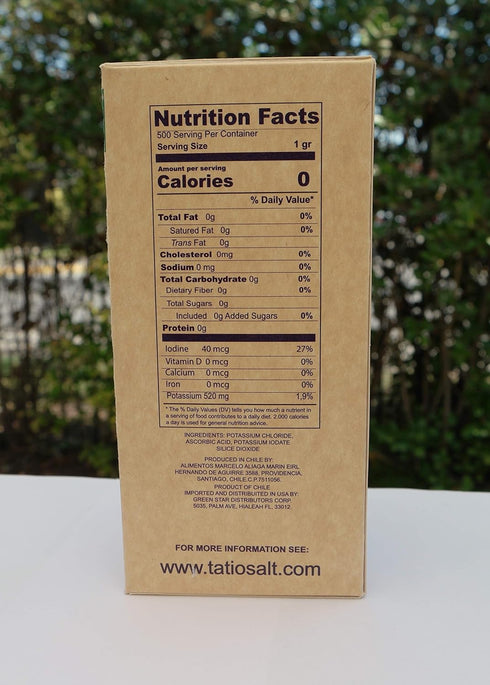 Nutrition Facts
500 Serving Per Container
Serving Size 1 gr
Amount per serving
Calories 0
% Daily Value*
Total Fat 0g 0%
Satured Fat 0g 0%
Trans Fat 0g
Cholesterol 0mg 0%
Sodium 0 mg 0%
Total Carbohydrate 0g 0%
Dietary Fiber 0g 0%
Total Sugars 0g
Included 0g Added Sugars 0%
Protein 0g
Iodine 40 mcg 27%
Vitamin D 0 mcg 0%
Calcium 0 mcg 0%
Iron 0 mcg 0%
Potassium 520 mg 1,9%
* The % Daily Values (DV) tells you how much a nutrient in
a serving of food contributes to a daily diet. 2.000 calories
a day is used for general nutrition advice.
INGREDIENTS: POTASSIUM CHLORIDE,
ASCORBIC ACID, POTASSIUM IODATE
SILICE DIOXIDE
PRODUCED IN CHILE BY:
ALIMENTOS MARCELO ALIAGA MARIN EIRL
HERNANDO DE AGUIRRE 3588, PROVIDENCIA,
SANTIAGO, CHILE.C.P.7511056.
PRODUCT OF CHILE
IMPORTED AND DISTRIBUITED IN USA BY:
GREEN STAR DISTRIBUTORS CORP.
5035, PALM AVE, HIALEAH FL, 33012
FOR MORE INFORMATION SEE:
www.tatiosalt.com